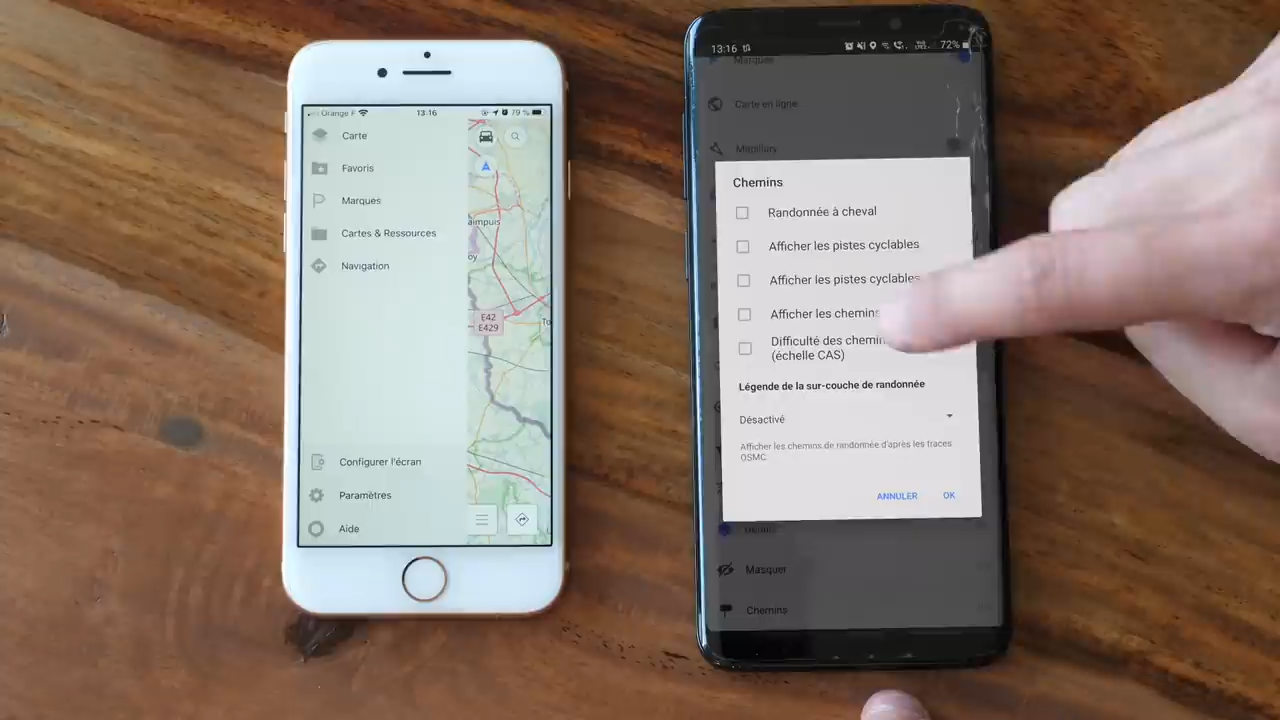 Orange F
13:16
79 %
Carte
Favoris
Marques
Cartes & Ressources
Navigation
Configurer l'écran
Paramètres
Aide
E42
E429
13:16
72%
Marques
Carte en ligne
Mapillary
Chemins
Randonnée à cheval
Afficher les pistes cyclables
Afficher les pistes cyclables
Afficher les chemins
Difficulté des
(échelle CAS)
Légende de la sur-couche de randonnée
Désactivé
Afficher les chemins de randonnée d'après les traces
OSMC.
ANNULER OK
Masquer
Chemins